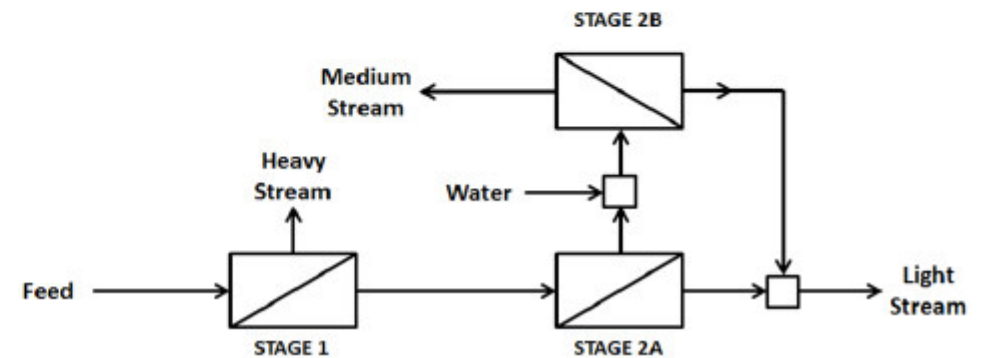 STAGE 2B
Medium
Stream
Heavy
Stream
Water
Feed
Light
Stream
STAGE 1
STAGE 2A